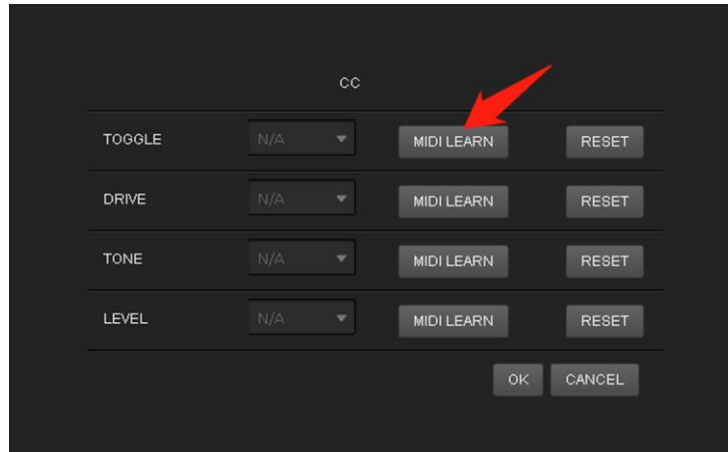 CC
TOGGLE N/A MIDI LEARN RESET
DRIVE N/A MIDI LEARN RESET
TONE N/A MIDI LEARN RESET
LEVEL N/A MIDI LEARN RESET
OK CANCEL